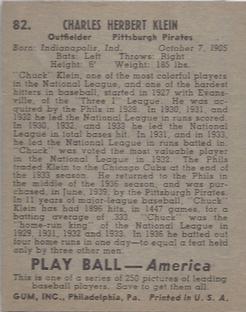 82. CHARLES HERBERT KLEIN
Outfielder Pittsburgh Pirates
Born: Indianapolis, Ind. October 7, 1905
Bats: Left Throws: Right
Height: 6' Weight: 185 lbs.
"Chuck" Klein, one of the most colorful players
in the National League, and one of the hardest
hitters in baseball, started in 1927 with Evans-
ville, of the Three 'I' League. He was ac-
quired by the Phils in 1928. In 1930, 1931, and
1932 he led the National League in runs scored.
In 1930, 1932, and 1933 he led the National
League in total bases hit. In 1931, and in 1933,
he led the National League in runs batted in.
"Chuck" was voted the most valuable player
in the National League in 1932. The Phils
traded Klein to the Chicago Cubs at the end of
the 1933 season. He returned to the Phils in
the middle of the 1936 season, and was pur-
chased, in June, 1939, by the Pittsburgh Pirates.
In 11 years of major-league baseball, "Chuck"
Klein has 1896 hits, in 1447 games, for a
batting average of .333. "Chuck" was the
"home-run king" of the National League in
1929, 1931, 1932 and 1933. In 1936 he batted out
four home runs in one day—to equal a feat held
only by three other men.
PLAY BALL—America
This is one of a series of 250 pictures of leading
baseball players. Save to get them all.
GUM, INC., Philadelphia, Pa. Printed in U. S. A.